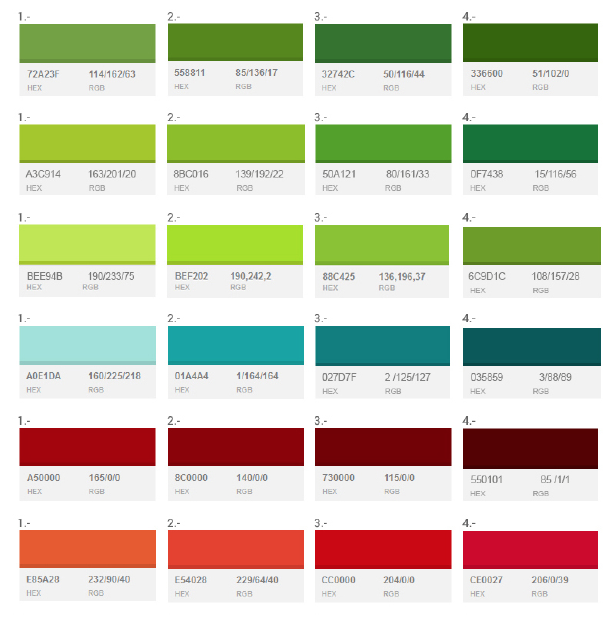 1.- 2.- 3.- 4.-
72A23F 114/162/63 558811 85/136/17 32742C 50/116/44 336600 51/102/0
HEX RGB HEX RGB HEX RGB HEX RGB
1.- 2.- 3.- 4.-
A3C914 163/201/20 8BC016 139/192/22 50A121 80/161/33 0F7438 15/116/56
HEX RGB HEX RGB HEX RGB HEX RGB
1.- 2.- 3.- 4.-
BEE94B 190/233/75 BEF202 190,242,2 88C425 136,196,37 6C9D1C 108/157/28
HEX RGB HEX RGB HEX RGB HEX RGB
1.- 2.- 3.- 4.-
A0E1DA 160/225/218 01A4A4 1/164/164 027D7F 2 /125/127 035859 3/88/89
HEX RGB HEX RGB HEX RGB HEX RGB
1.- 2.- 3.- 4.-
A50000 165/0/0 8C0000 140/0/0 730000 115/0/0 550101 85 /1/1
HEX RGB HEX RGB HEX RGB HEX RGB
1.- 2.- 3.- 4.-
E85A28 232/90/40 E54028 229/64/40 CC0000 204/0/0 CE0027 206/0/39
HEX RGB HEX RGB HEX RGB HEX RGB